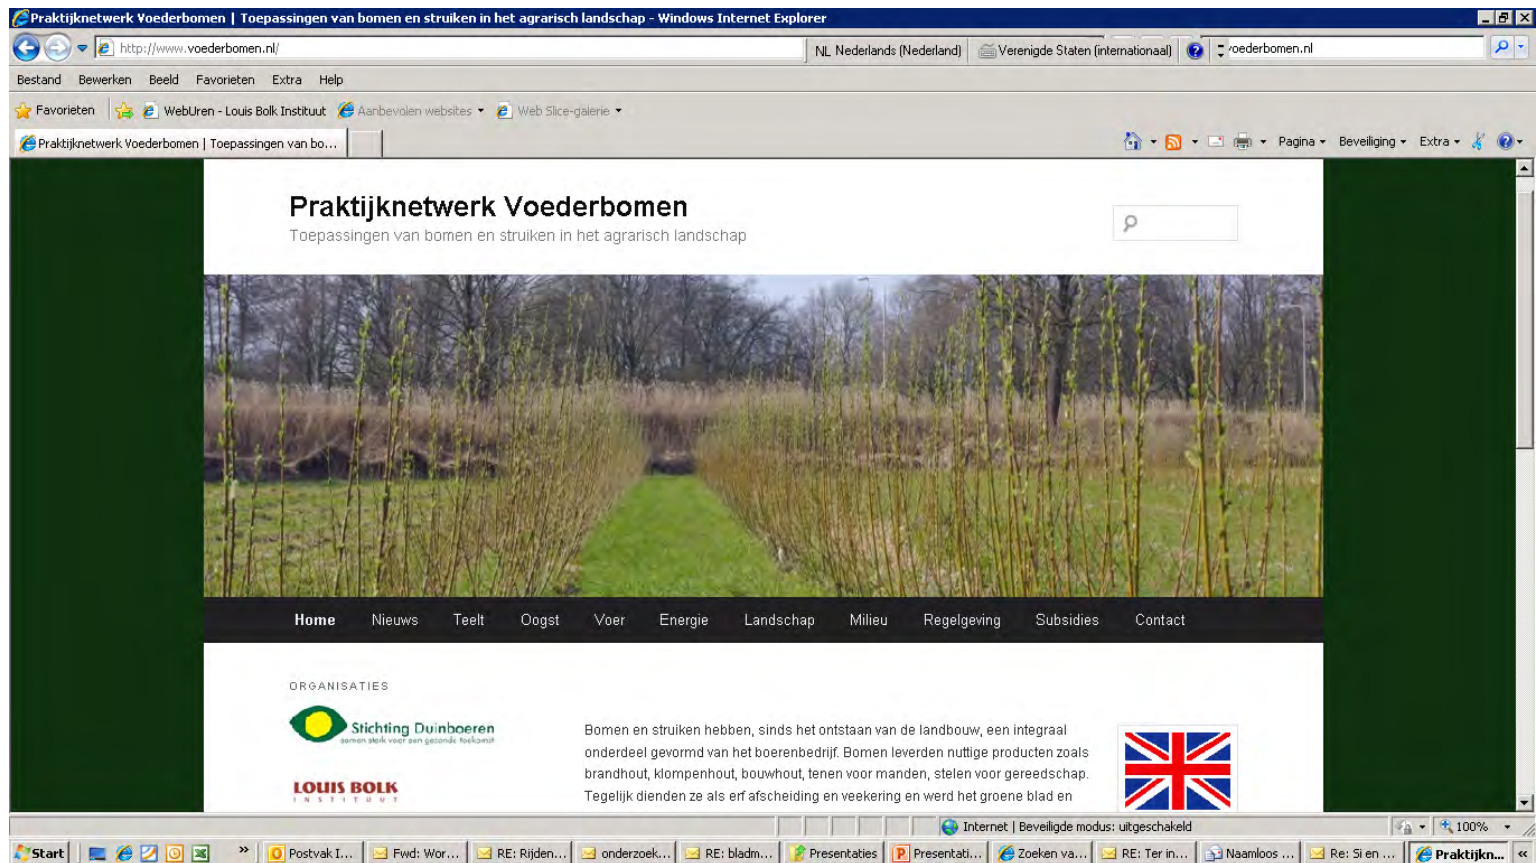 Praktijknetwerk Voederbomen | Toepassingen van bomen en struiken in het agrarisch landschap - Windows Internet Explorer
http://www.voederbomen.nl/
NL Nederlands (Nederland) Verenigde Staten (internationaal) voederbomen.nl
Bestand Bewerken Beeld Favorieten Extra Help
Favorieten WebUren - Louis Bolk Instituut Aanbevolen websites Web Slice-galerie
Praktijknetwerk Voederbomen | Toepassingen van bo... Pagina Beveiliging Extra
Praktijknetwerk Voederbomen
Toepassingen van bomen en struiken in het agrarisch landschap
Home Nieuws Teelt Oogst Voer Energie Landschap Milieu Regelgeving Subsidies Contact
ORGANISATIES
Stichting Duinboeren
samen sterk voor een gezonde toekomst
LOUIS BOLK
INSTITUUT
Bomen en struiken hebben, sinds het ontstaan van de landbouw, een integraal
onderdeel gevormd van het boerenbedrijf. Bomen leverden nuttige producten zoals
brandhout, klompenhout, bouwhout, tenen voor manden, stelen voor gereedschap.
Tegelijk dienden ze als erf afscheiding en veekering en werd het groene blad en
Internet | Beveiligde modus: uitgeschakeld 100%
Start » Postvak I... Fwd: Wor... RE: Rijden... onderzoek... RE: bladm... Presentaties Presentati... Zoeken va... RE: Ter in... Naamloos ... Re: Si en ... Praktijkn... «